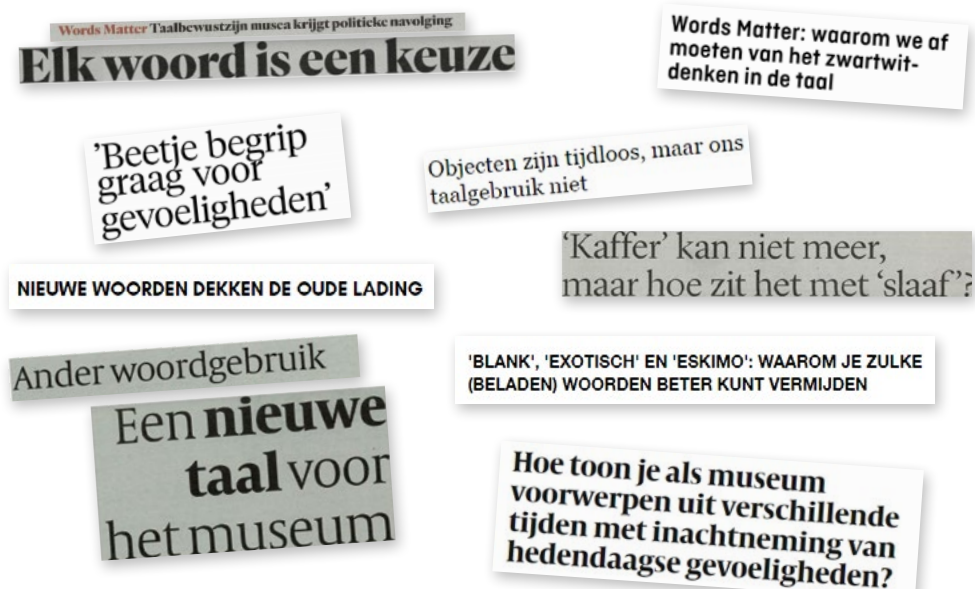 Words Matter Taalbewustzijn musea krijgt politieke navolging
Elk woord is een keuze
Words Matter: waarom we af
moeten van het zwartwit-
denken in de taal
'Beetje begrip
graag voor
gevoeligheden'
Objecten zijn tijdloos, maar ons
taalgebruik niet
'Kaffer' kan niet meer,
maar hoe zit het met 'slaaf'?
NIEUWE WOORDEN DEKKEN DE OUDE LADING
Ander woordgebruik
Een nieuwe
taal voor
het museum
'BLANK', 'EXOTISCH' EN 'ESKIMO': WAAROM JE ZULKE
(BELADEN) WOORDEN BETER KUNT VERMIJDEN
Hoe toon je als museum
voorwerpen uit verschillende
tijden met inachtneming van
hedendaagse gevoeligheden?